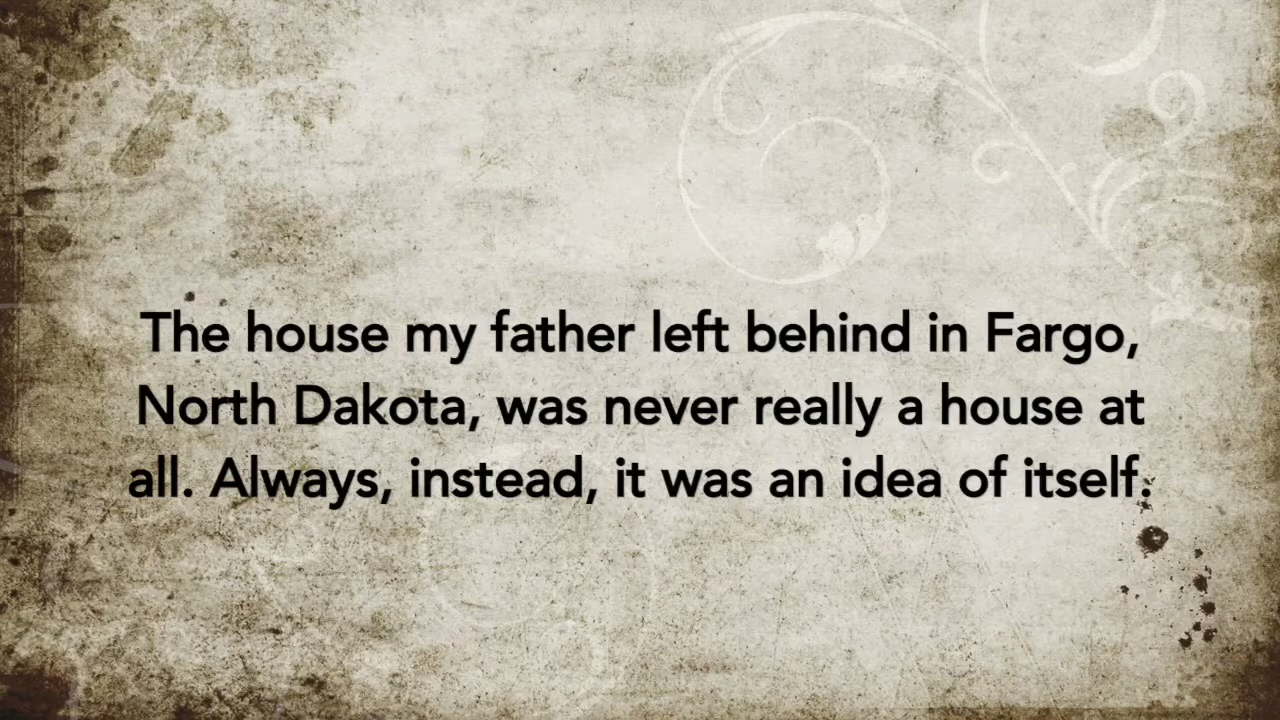 The house my father left behind in Fargo,
North Dakota, was never really a house at
all. Always, instead, it was an idea of itself.